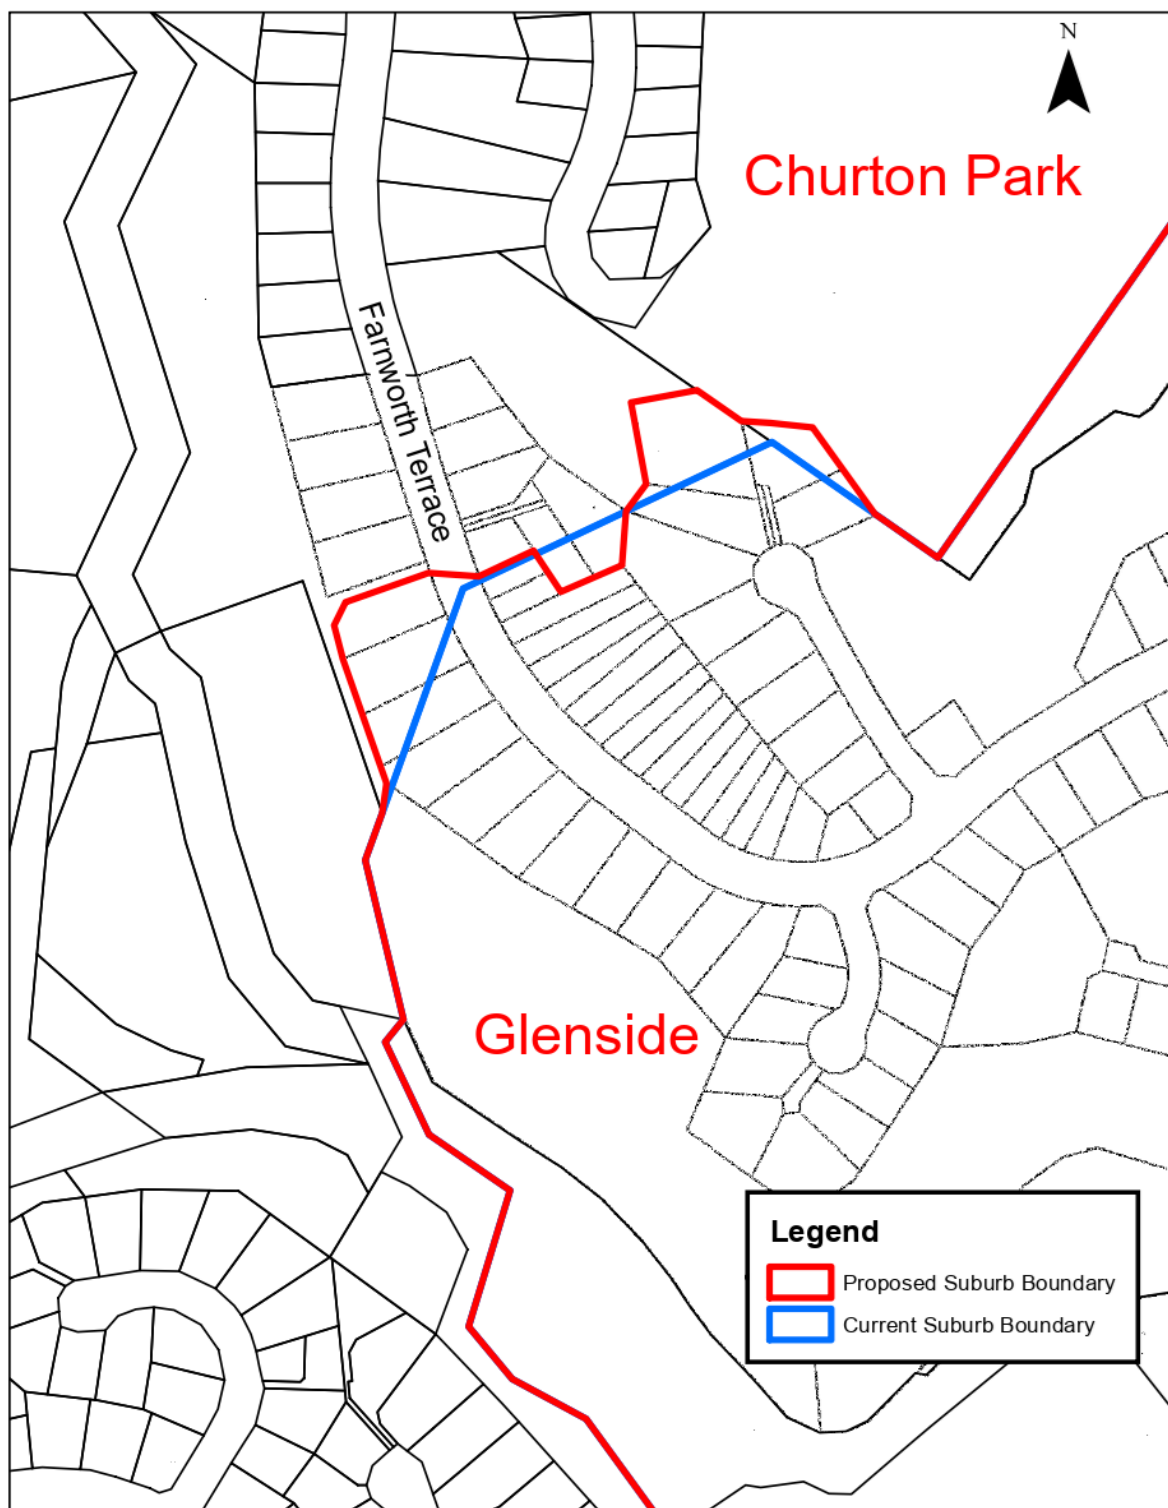 N
Churton Park
Farnworth Terrace
Glenside
Legend
Proposed Suburb Boundary
Current Suburb Boundary